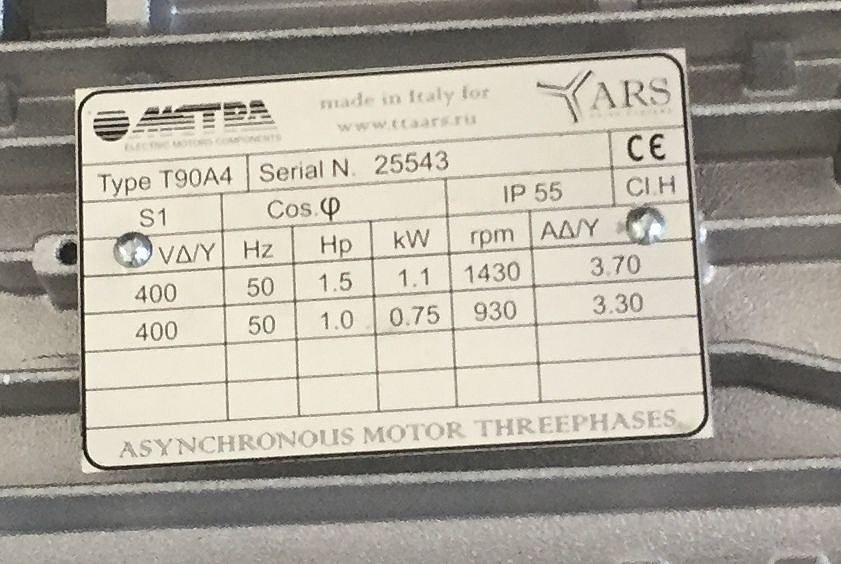 METRA
ELECTRIC MOTORS COMPONENTS
made in Italy for
www.ttaars.ru
ARS
Type T90A4 Serial N. 25543 CE
S1 Cos.φ IP 55 Cl.H
VΔ/Y Hz Hp kW rpm AΔ/Y
400 50 1.5 1.1 1430 3.70
400 50 1.0 0.75 930 3.30
ASYNCHRONOUS MOTOR THREEPHASES